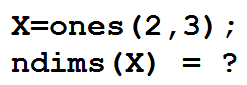 X=ones(2,3);
ndims(X) = ?